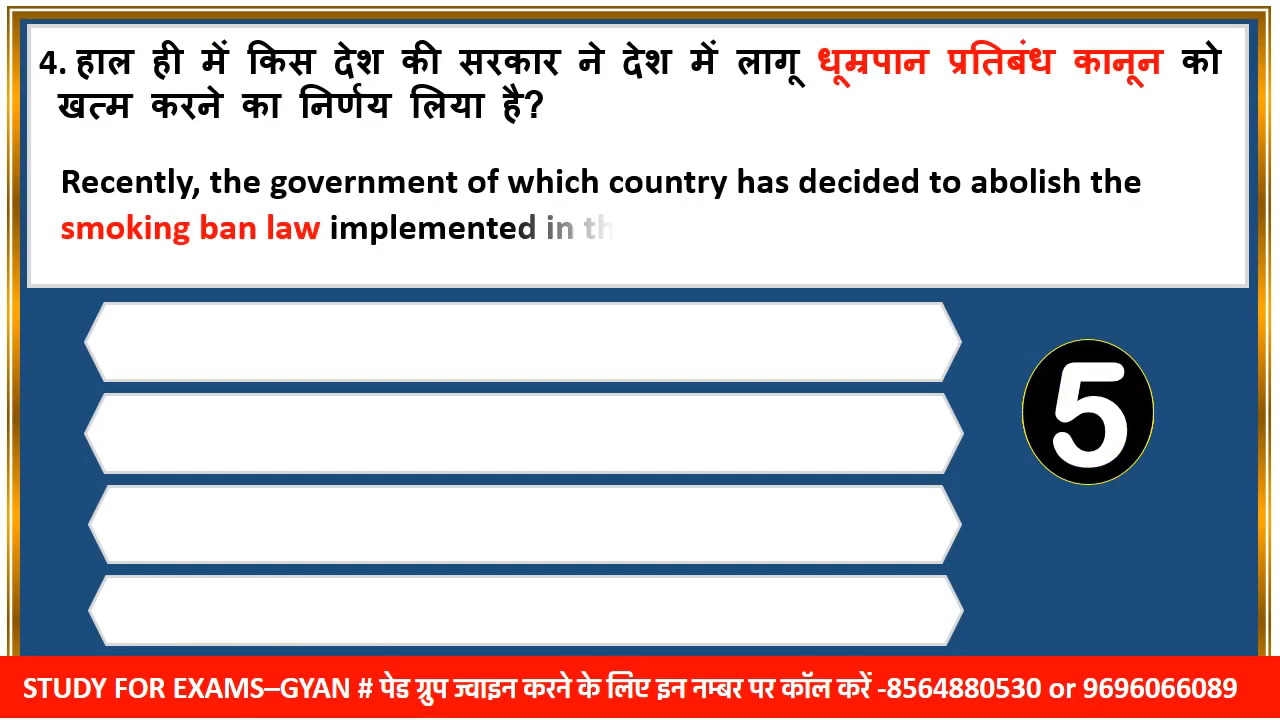 4. हाल ही में किस देश की सरकार ने देश में लागू धूम्रपान प्रतिबंध कानून को
खत्म करने का निर्णय लिया है?
Recently, the government of which country has decided to abolish the
smoking ban law implemented in th
5
STUDY FOR EXAMS–GYAN # पेड ग्रुप ज्वाइन करने के लिए इन नम्बर पर कॉल करें -8564880530 or 9696066089